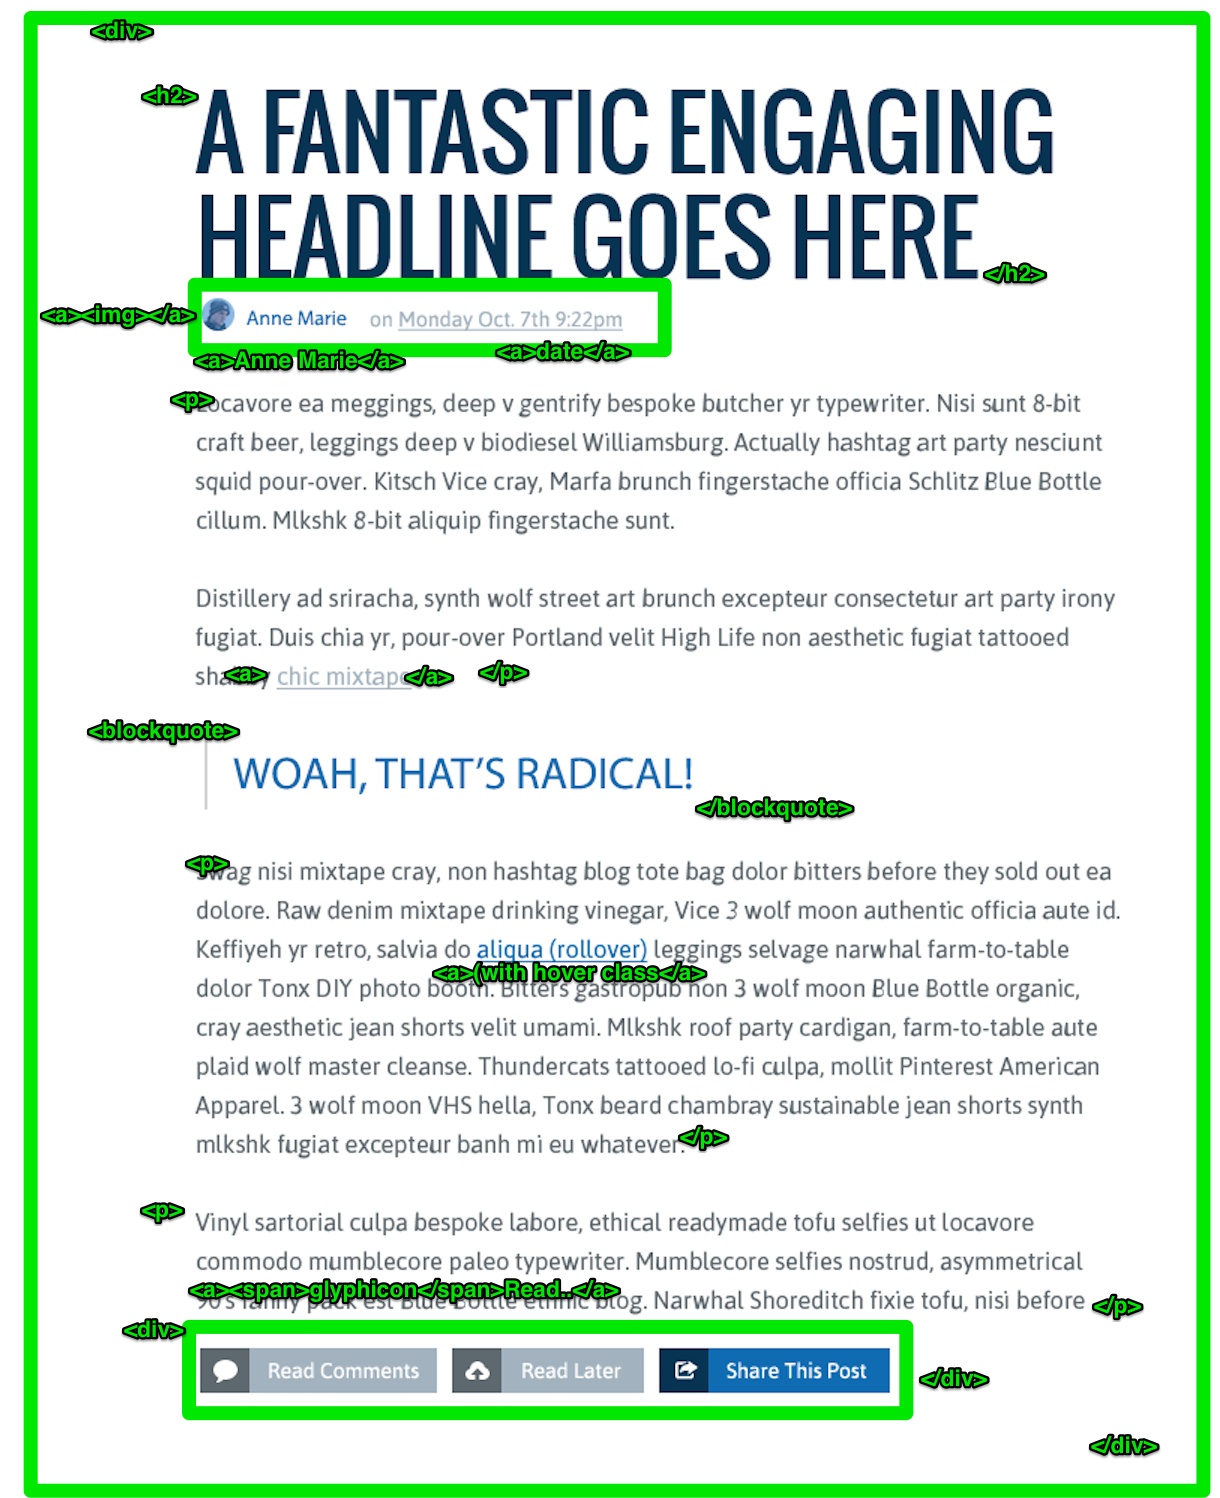 <div>
<h2>
A FANTASTIC ENGAGING
HEADLINE GOES HERE
</h2>
<a><img></a> Anne Marie on Monday Oct. 7th 9:22pm
<a>Anne Marie</a> <a>date</a>
<p>Locavore ea meggings, deep v gentrify bespoke butcher yr typewriter. Nisi sunt 8-bit
craft beer, leggings deep v biodiesel Williamsburg. Actually hashtag art party nesciunt
squid pour-over. Kitsch Vice cray, Marfa brunch fingerstache officia Schlitz Blue Bottle
cillum. Mlkshk 8-bit aliquip fingerstache sunt.
Distillery ad sriracha, synth wolf street art brunch excepteur consectetur art party irony
fugiat. Duis chia yr, pour-over Portland velit High Life non aesthetic fugiat tattooed
shabby <a> chic mixtape </a> </p>
<blockquote>
WOAH, THAT'S RADICAL!
</blockquote>
<p>Swag nisi mixtape cray, non hashtag blog tote bag dolor bitters before they sold out ea
dolore. Raw denim mixtape drinking vinegar, Vice 3 wolf moon authentic officia aute id.
Keffiyeh yr retro, salvia do aliqua (rollover) leggings selvage narwhal farm-to-table
<a>(with hover class</a>
dolor Tonx DIY photo booth. Bitters gastropub non 3 wolf moon Blue Bottle organic,
cray aesthetic jean shorts velit umami. Mlkshk roof party cardigan, farm-to-table aute
plaid wolf master cleanse. Thundercats tattooed lo-fi culpa, mollit Pinterest American
Apparel. 3 wolf moon VHS hella, Tonx beard chambray sustainable jean shorts synth
mlkshk fugiat excepteur banh mi eu whatever. </p>
<p> Vinyl sartorial culpa bespoke labore, ethical readymade tofu selfies ut locavore
commodo mumblecore paleo typewriter. Mumblecore selfies nostrud, asymmetrical
<a><span>glyphicon</span>Read..</a>
90's fanny pack est Blue Bottle ethnic blog. Narwhal Shoreditch fixie tofu, nisi before </p>
<div>
Read Comments Read Later Share This Post </div>
</div>